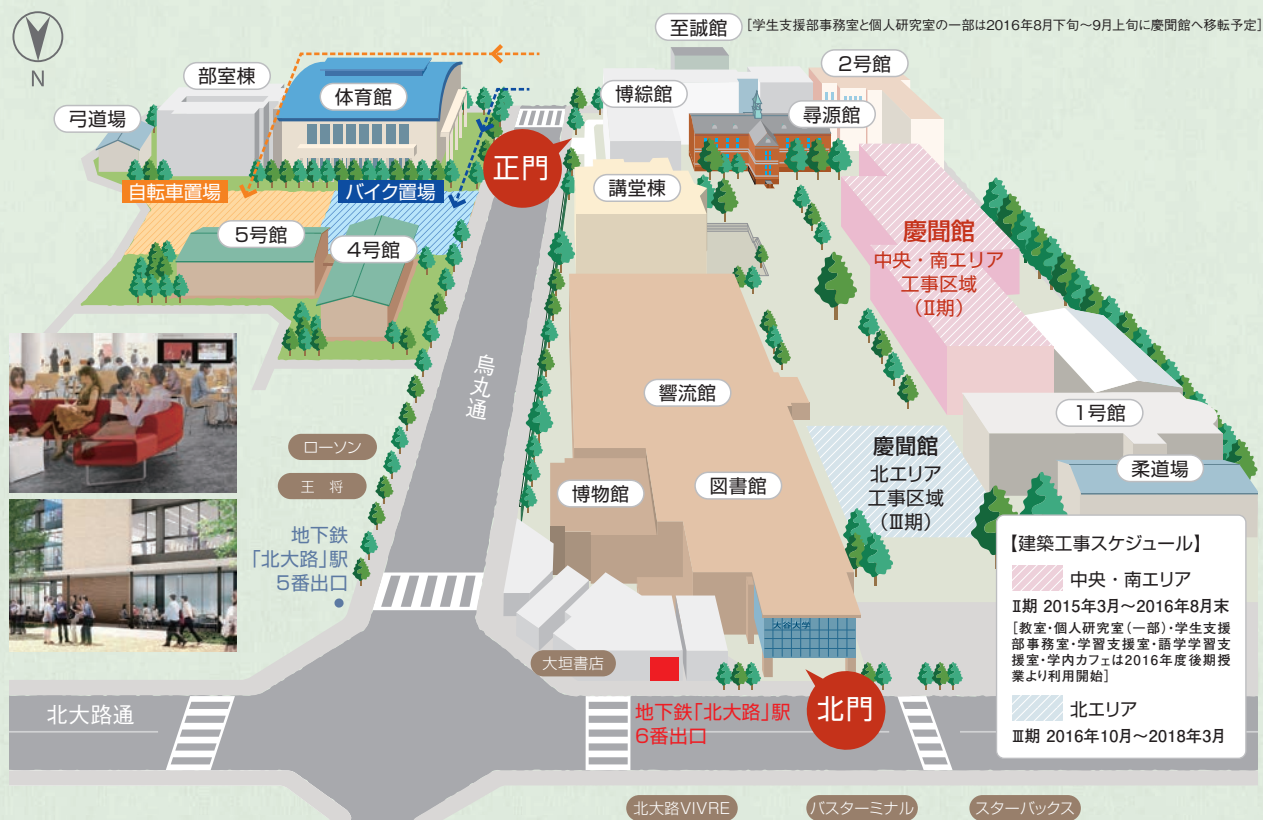 至誠館
[学生支援部事務室と個人研究室の一部は2016年8月下旬～9月上旬に慶聞館へ移転予定]
N
部室棟
体育館
弓道場
博綜館
2号館
尋源館
正門
講堂棟
自転車置場
バイク置場
5号館
4号館
慶聞館
中央・南エリア
工事区域
(Ⅱ期)
烏丸通
響流館
1号館
柔道場
慶聞館
北エリア
工事区域
(Ⅲ期)
博物館
図書館
ローソン
王 将
地下鉄
「北大路」駅
5番出口
大谷大学
大垣書店
北大路通
地下鉄「北大路」駅
6番出口
北門
【建築工事スケジュール】
中央・南エリア
Ⅱ期 2015年3月～2016年8月末
[教室・個人研究室(一部)・学生支援
部事務室・学習支援室・語学学習支
援室・学内カフェは2016年度後期授
業より利用開始]
北エリア
Ⅲ期 2016年10月～2018年3月
北大路VIVRE
バスターミナル
スターバックス